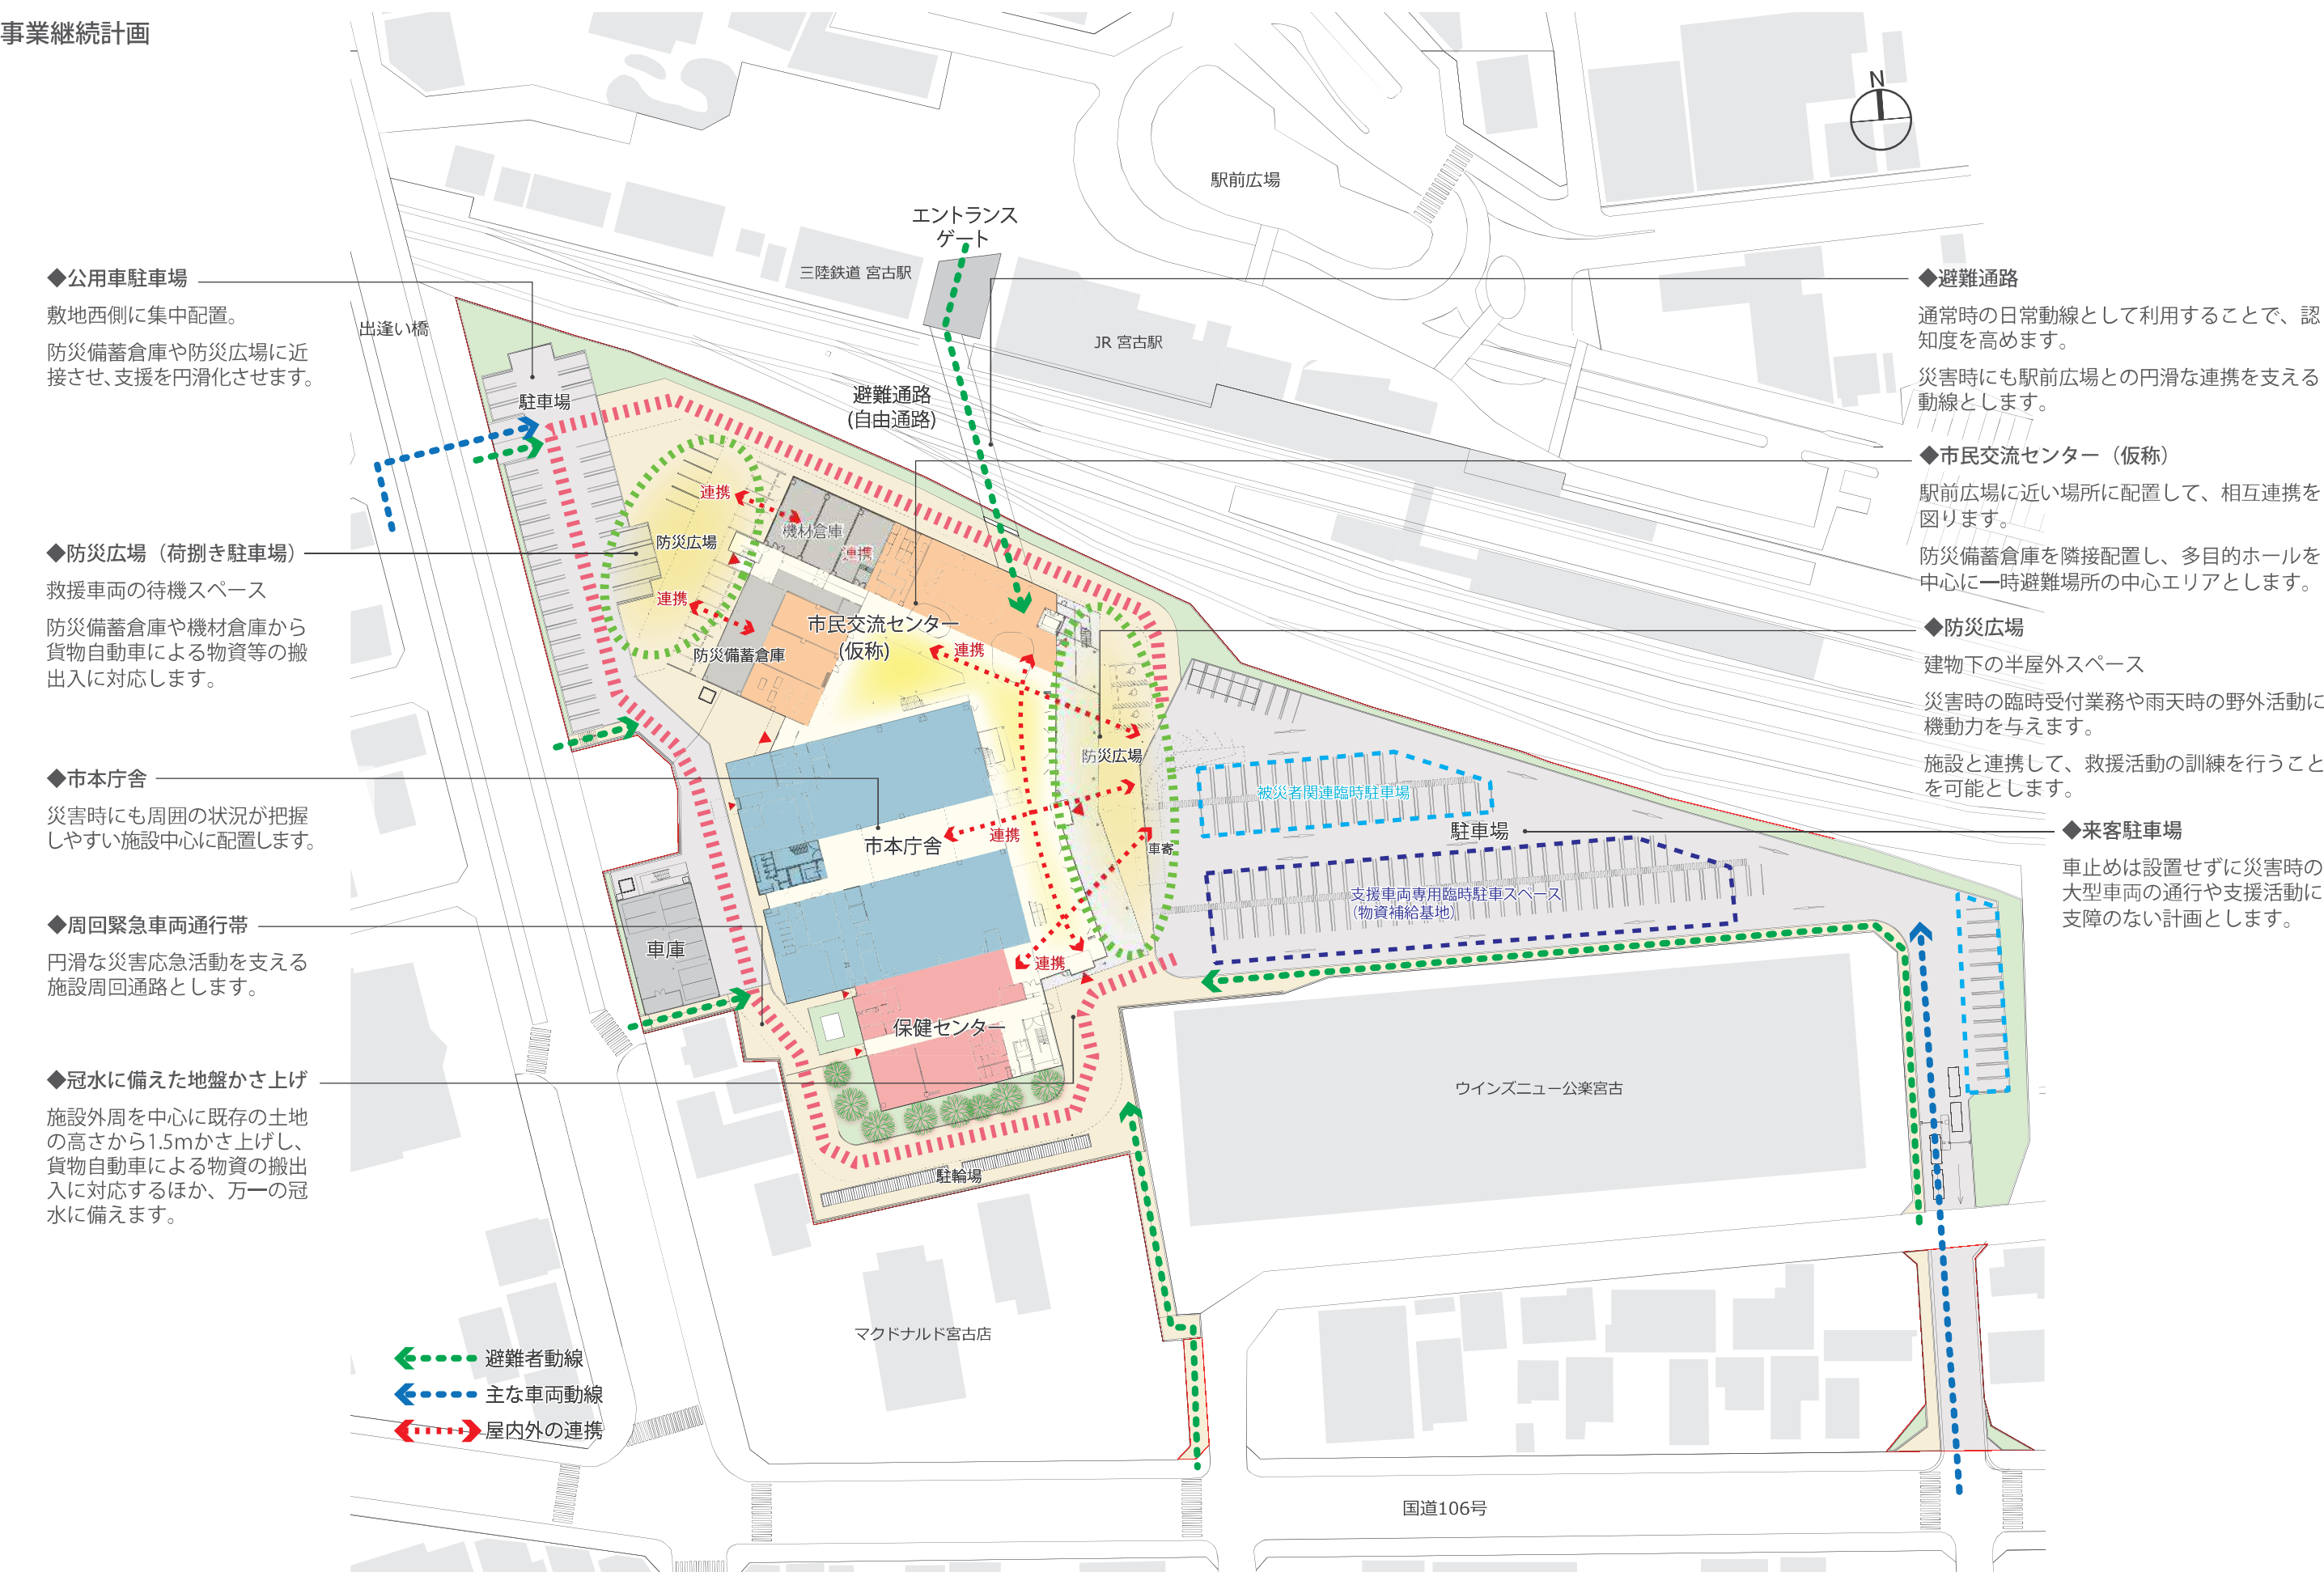 事業継続計画
◆公用車駐車場
敷地西側に集中配置。
防災備蓄倉庫や防災広場に近
接させ、支援を円滑化させます。
◆防災広場（荷捌き駐車場）
救援車両の待機スペース
防災備蓄倉庫や機材倉庫から
貨物自動車による物資等の搬
出入に対応します。
◆市本庁舎
災害時にも周囲の状況が把握
しやすい施設中心に配置します。
◆周回緊急車両通行帯
円滑な災害応急活動を支える
施設周回通路とします。
◆冠水に備えた地盤かさ上げ
施設外周を中心に既存の土地
の高さから1.5mかさ上げし、
貨物自動車による物資の搬出
入に対応するほか、万一の冠
水に備えます。
避難者動線
主な車両動線
屋内外の連携
N
駅前広場
エントランス
ゲート
三陸鉄道 宮古駅
JR 宮古駅
出逢い橋
避難通路
(自由通路)
駐車場
連携
機材倉庫
連携
防災広場
連携
市民交流センター
(仮称)
防災備蓄倉庫
連携
防災広場
被災者関連臨時駐車場
駐車場
連携
市本庁舎
車寄
支援車両専用臨時駐車スペース
（物資補給基地）
車庫
連携
保健センター
ウインズニュー公楽宮古
駐輪場
マクドナルド宮古店
国道106号
◆避難通路
通常時の日常動線として利用することで、認
知度を高めます。
災害時にも駅前広場との円滑な連携を支える
動線とします。
◆市民交流センター（仮称）
駅前広場に近い場所に配置して、相互連携を
図ります。
防災備蓄倉庫を隣接配置し、多目的ホールを
中心に一時避難場所の中心エリアとします。
◆防災広場
建物下の半屋外スペース
災害時の臨時受付業務や雨天時の野外活動に
機動力を与えます。
施設と連携して、救援活動の訓練を行うこと
を可能とします。
◆来客駐車場
車止めは設置せずに災害時の
大型車両の通行や支援活動に
支障のない計画とします。